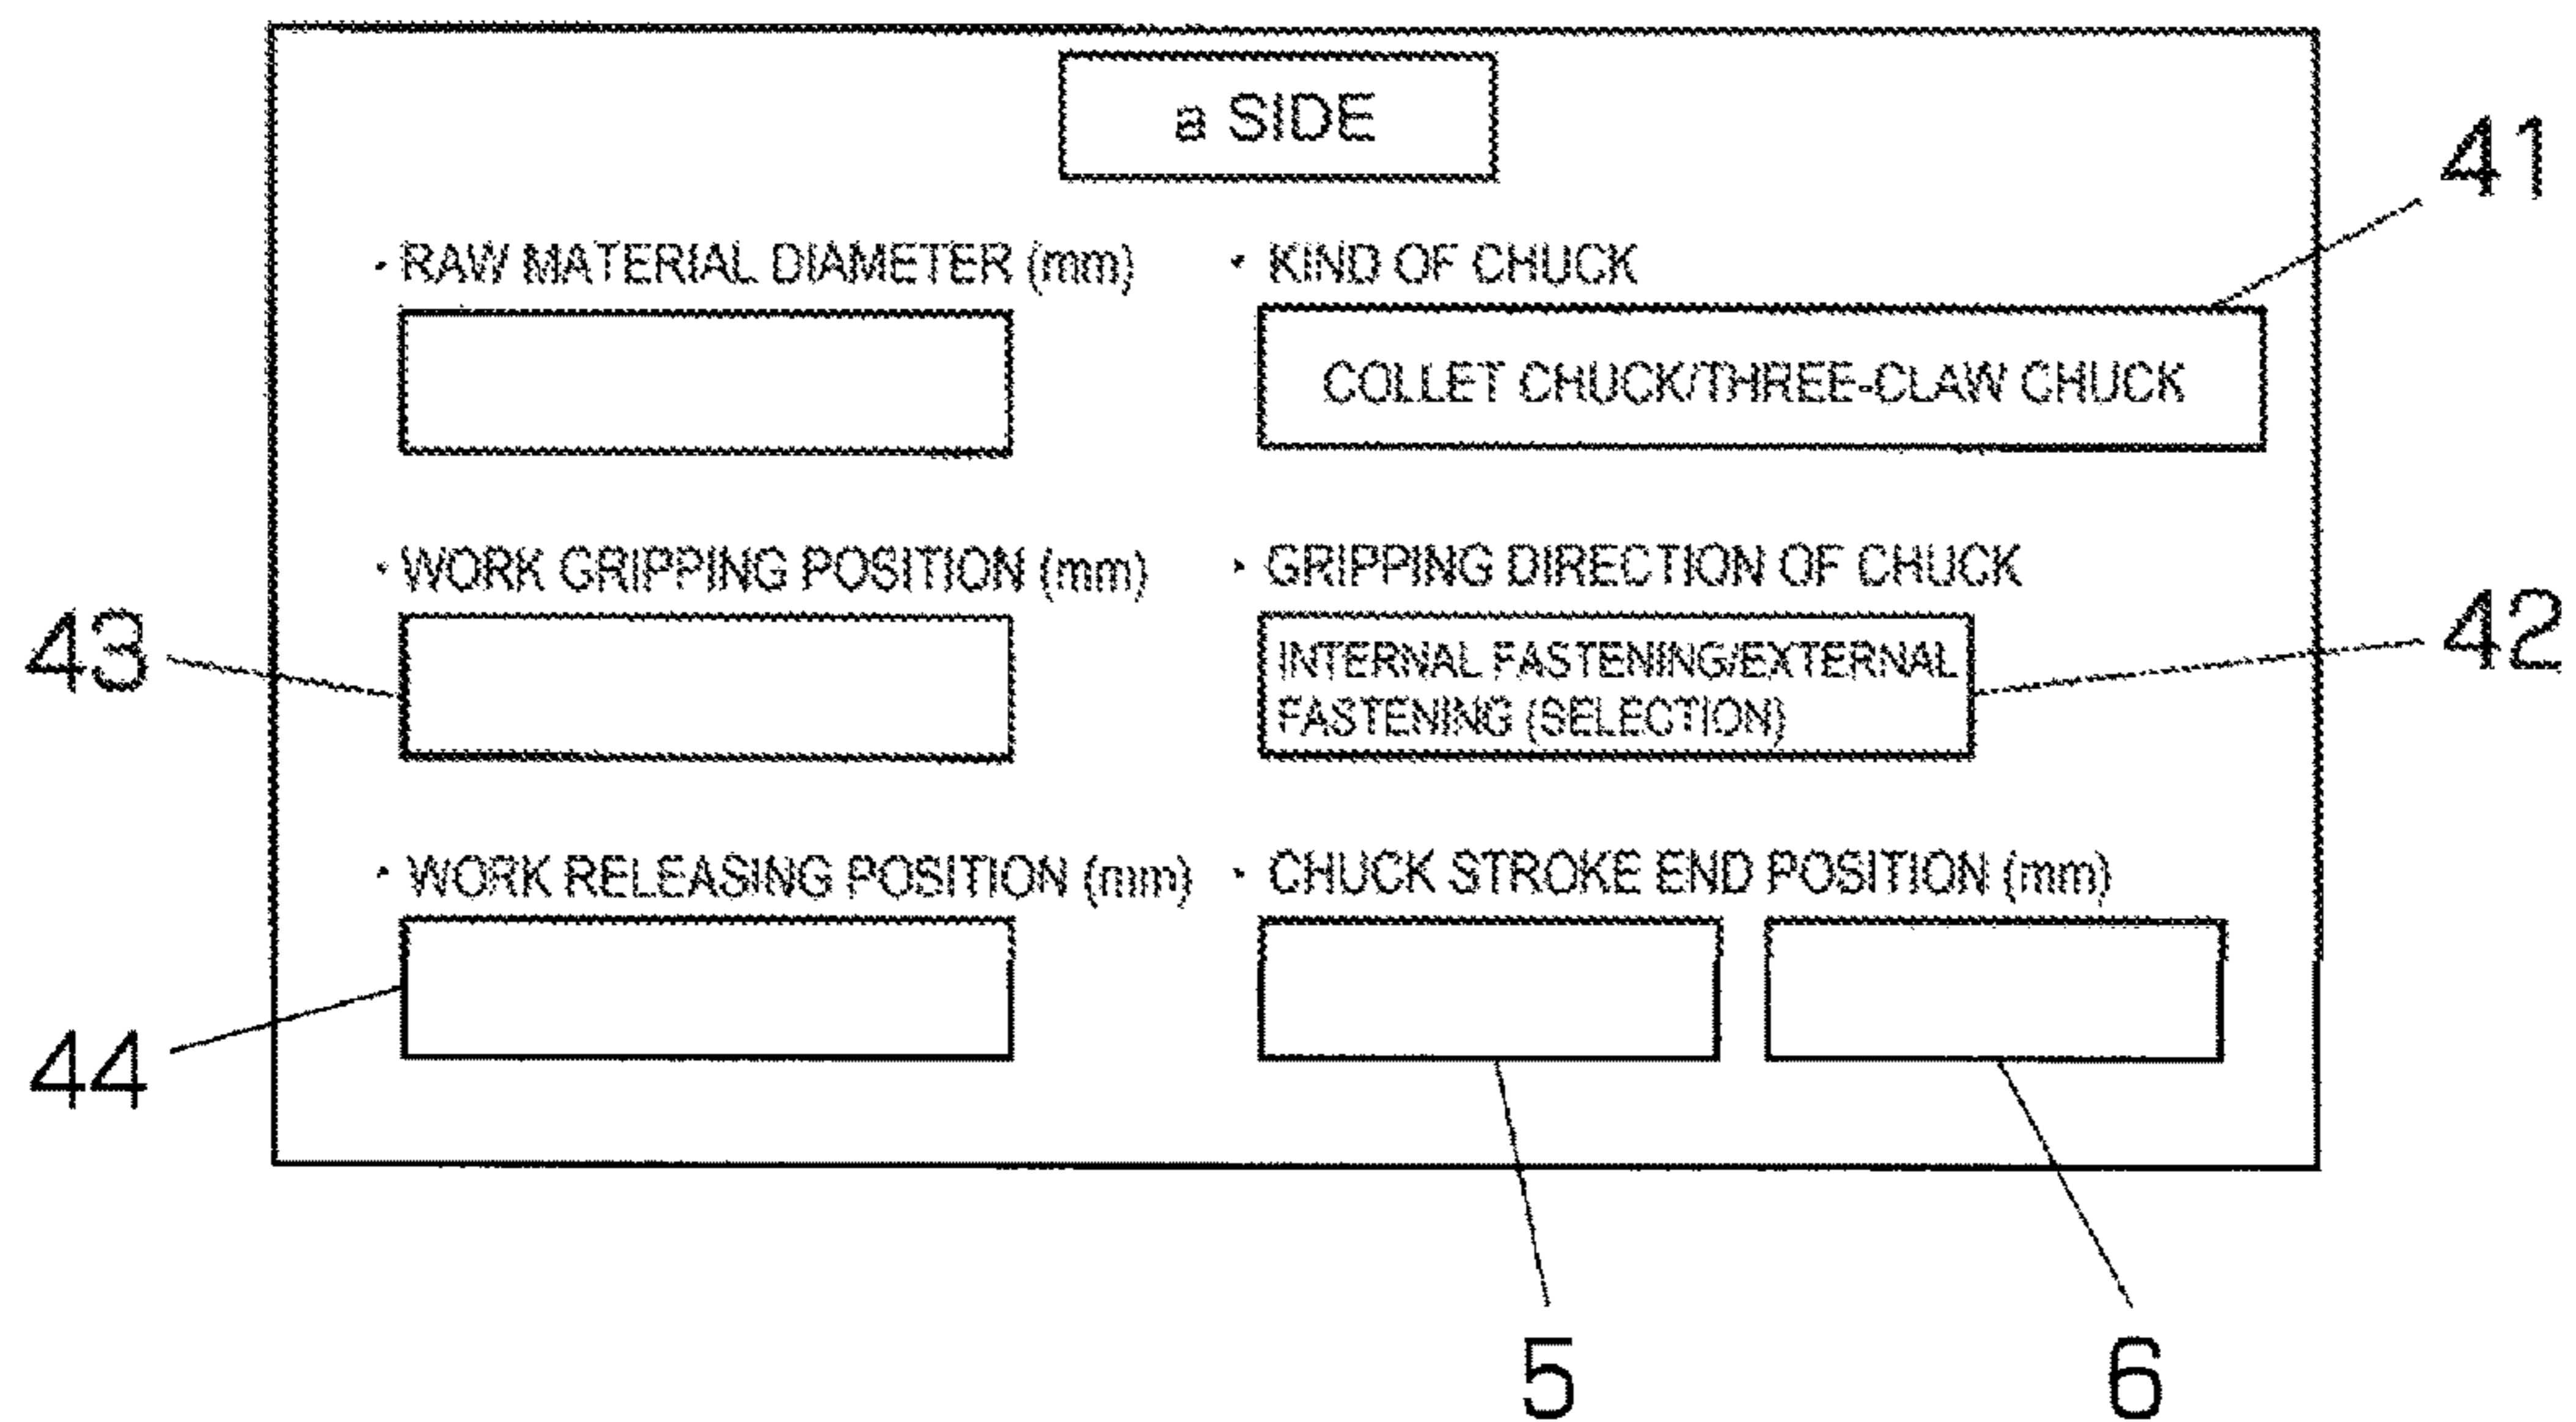 a SIDE
41
· RAW MATERIAL DIAMETER (mm)
· KIND OF CHUCK
COLLET CHUCK/THREE-CLAW CHUCK
· WORK GRIPPING POSITION (mm)
· GRIPPING DIRECTION OF CHUCK
43
INTERNAL FASTENING/EXTERNAL
FASTENING (SELECTION)
42
· WORK RELEASING POSITION (mm)
· CHUCK STROKE END POSITION (mm)
44
5
6